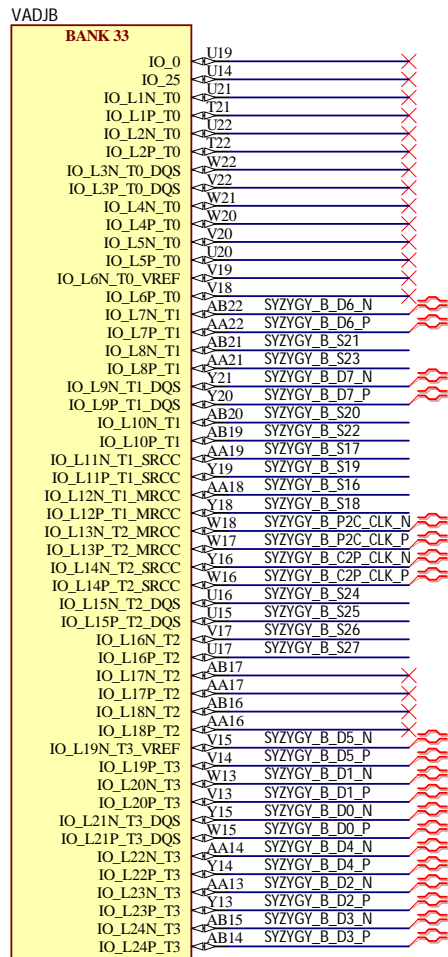 VADJB
BANK 33
IO_0 U19
IO_25 U14
IO_L1N_T0 U21
IO_L1P_T0 T21
IO_L2N_T0 U22
IO_L2P_T0 T22
IO_L3N_T0_DQS W22
IO_L3P_T0_DQS V22
IO_L4N_T0 W21
IO_L4P_T0 W20
IO_L5N_T0 V20
IO_L5P_T0 U20
IO_L6N_T0_VREF V19
IO_L6P_T0 V18
IO_L7N_T1 AB22 SYZYGY_B_D6_N
IO_L7P_T1 AA22 SYZYGY_B_D6_P
IO_L8N_T1 AB21 SYZYGY_B_S21
IO_L8P_T1 AA21 SYZYGY_B_S23
IO_L9N_T1_DQS Y21 SYZYGY_B_D7_N
IO_L9P_T1_DQS Y20 SYZYGY_B_D7_P
IO_L10N_T1 AB20 SYZYGY_B_S20
IO_L10P_T1 AB19 SYZYGY_B_S22
IO_L11N_T1_SRCC AA19 SYZYGY_B_S17
IO_L11P_T1_SRCC Y19 SYZYGY_B_S19
IO_L12N_T1_MRCC AA18 SYZYGY_B_S16
IO_L12P_T1_MRCC Y18 SYZYGY_B_S18
IO_L13N_T2_MRCC W18 SYZYGY_B_P2C_CLK_N
IO_L13P_T2_MRCC W17 SYZYGY_B_P2C_CLK_P
IO_L14N_T2_SRCC Y16 SYZYGY_B_C2P_CLK_N
IO_L14P_T2_SRCC W16 SYZYGY_B_C2P_CLK_P
IO_L15N_T2_DQS U16 SYZYGY_B_S24
IO_L15P_T2_DQS U15 SYZYGY_B_S25
IO_L16N_T2 V17 SYZYGY_B_S26
IO_L16P_T2 U17 SYZYGY_B_S27
IO_L17N_T2 AB17
IO_L17P_T2 AA17
IO_L18N_T2 AB16
IO_L18P_T2 AA16
IO_L19N_T3_VREF V15 SYZYGY_B_D5_N
IO_L19P_T3 V14 SYZYGY_B_D5_P
IO_L20N_T3 W13 SYZYGY_B_D1_N
IO_L20P_T3 V13 SYZYGY_B_D1_P
IO_L21N_T3_DQS Y15 SYZYGY_B_D0_N
IO_L21P_T3_DQS W15 SYZYGY_B_D0_P
IO_L22N_T3 AA14 SYZYGY_B_D4_N
IO_L22P_T3 Y14 SYZYGY_B_D4_P
IO_L23N_T3 AA13 SYZYGY_B_D2_N
IO_L23P_T3 Y13 SYZYGY_B_D2_P
IO_L24N_T3 AB15 SYZYGY_B_D3_N
IO_L24P_T3 AB14 SYZYGY_B_D3_P